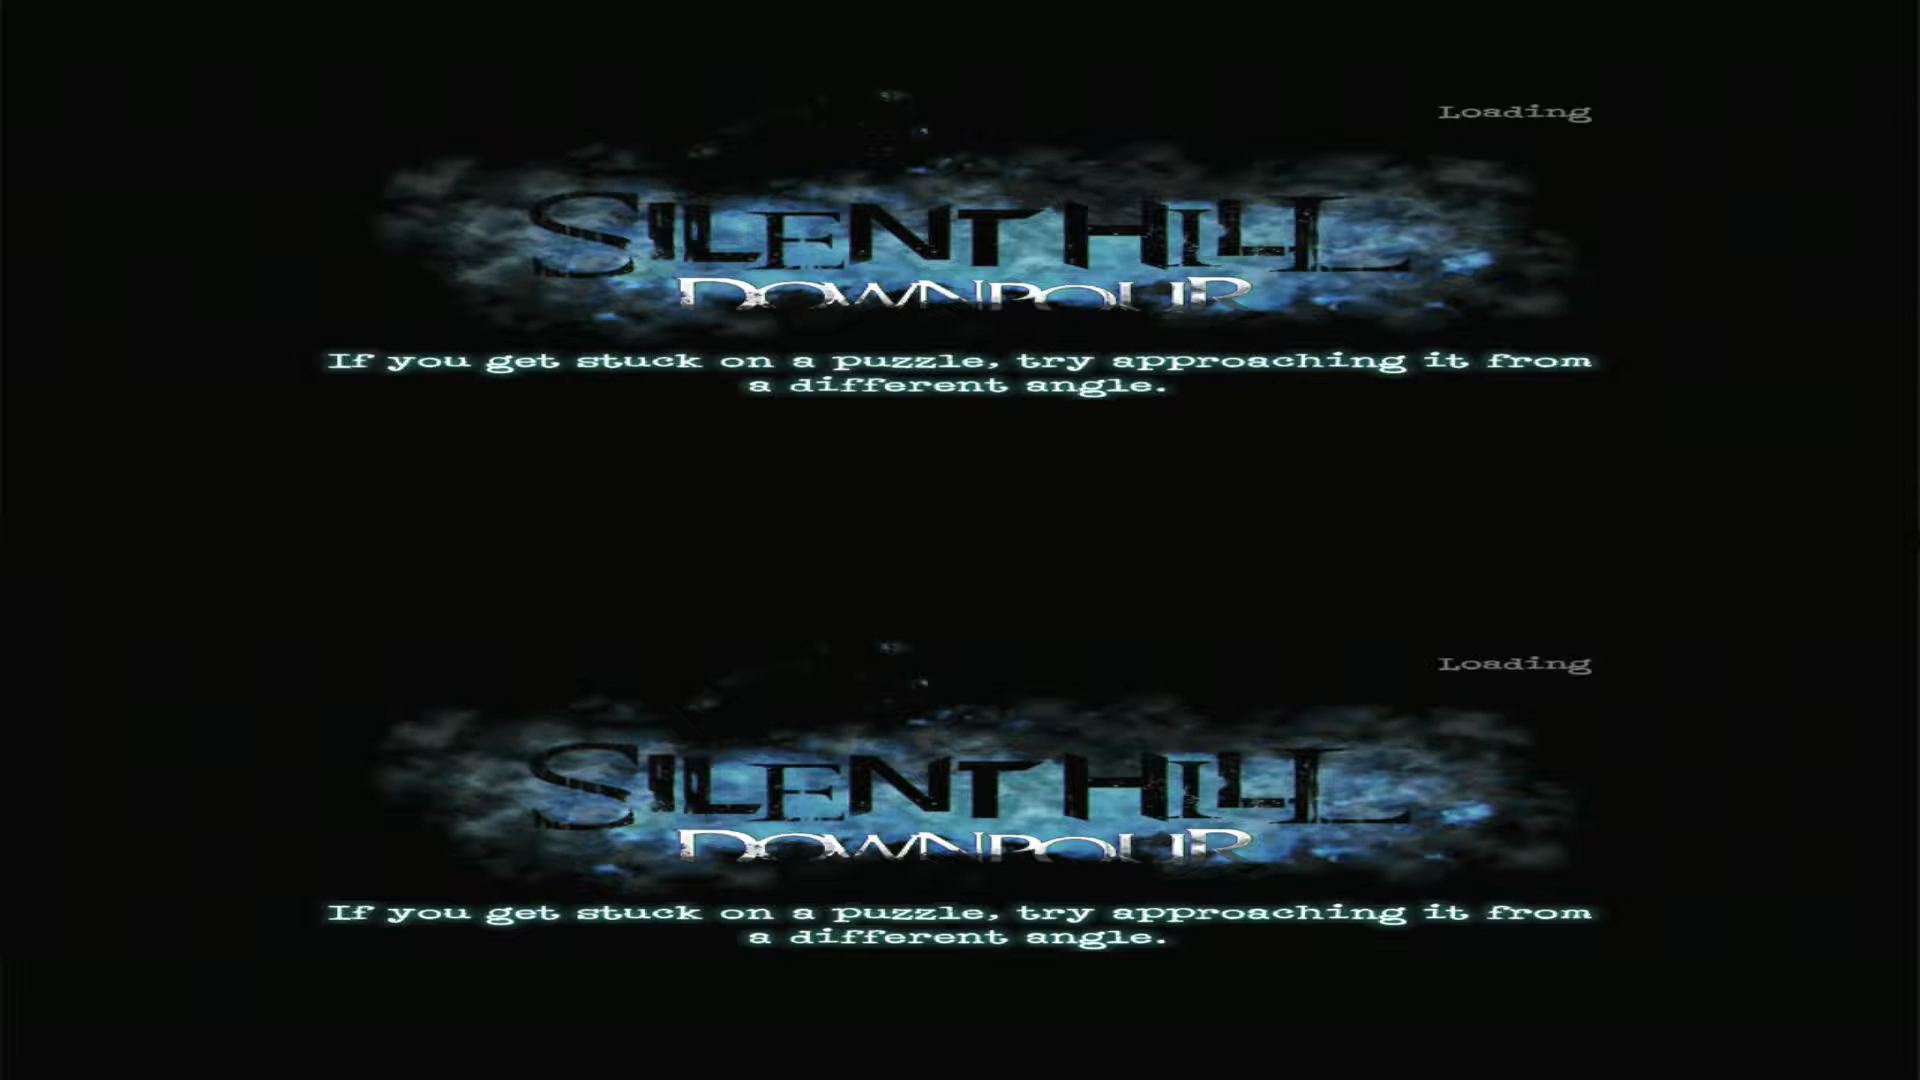 Loading
SILENT HILL
DOWNPOUR
If you get stuck on a puzzle, try approaching it from
a different angle.
Loading
SILENT HILL
DOWNPOUR
If you get stuck on a puzzle, try approaching it from
a different angle.